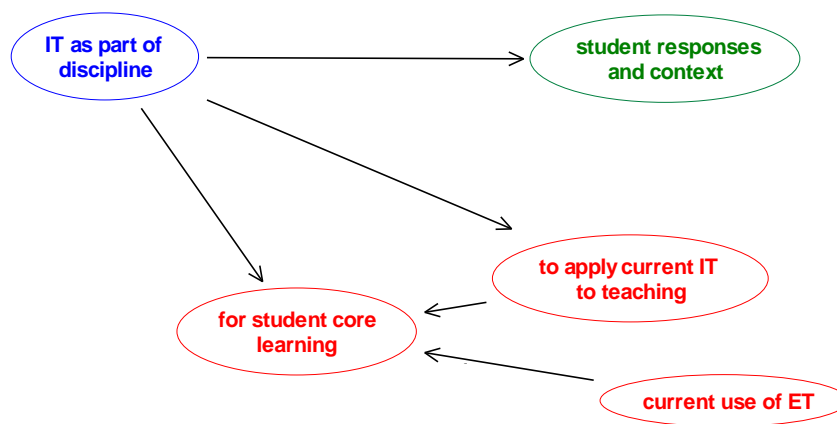 IT as part of
discipline
student responses
and context
to apply current IT
to teaching
for student core
learning
current use of ET